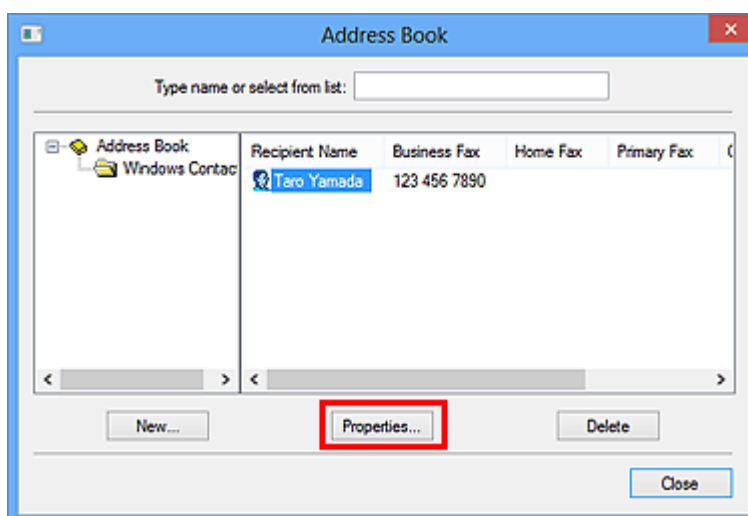 Address Book
Type name or select from list:
Address Book
Windows Contac
Recipient Name Business Fax Home Fax Primary Fax
Taro Yamada 123 456 7890
New... Properties... Delete
Close